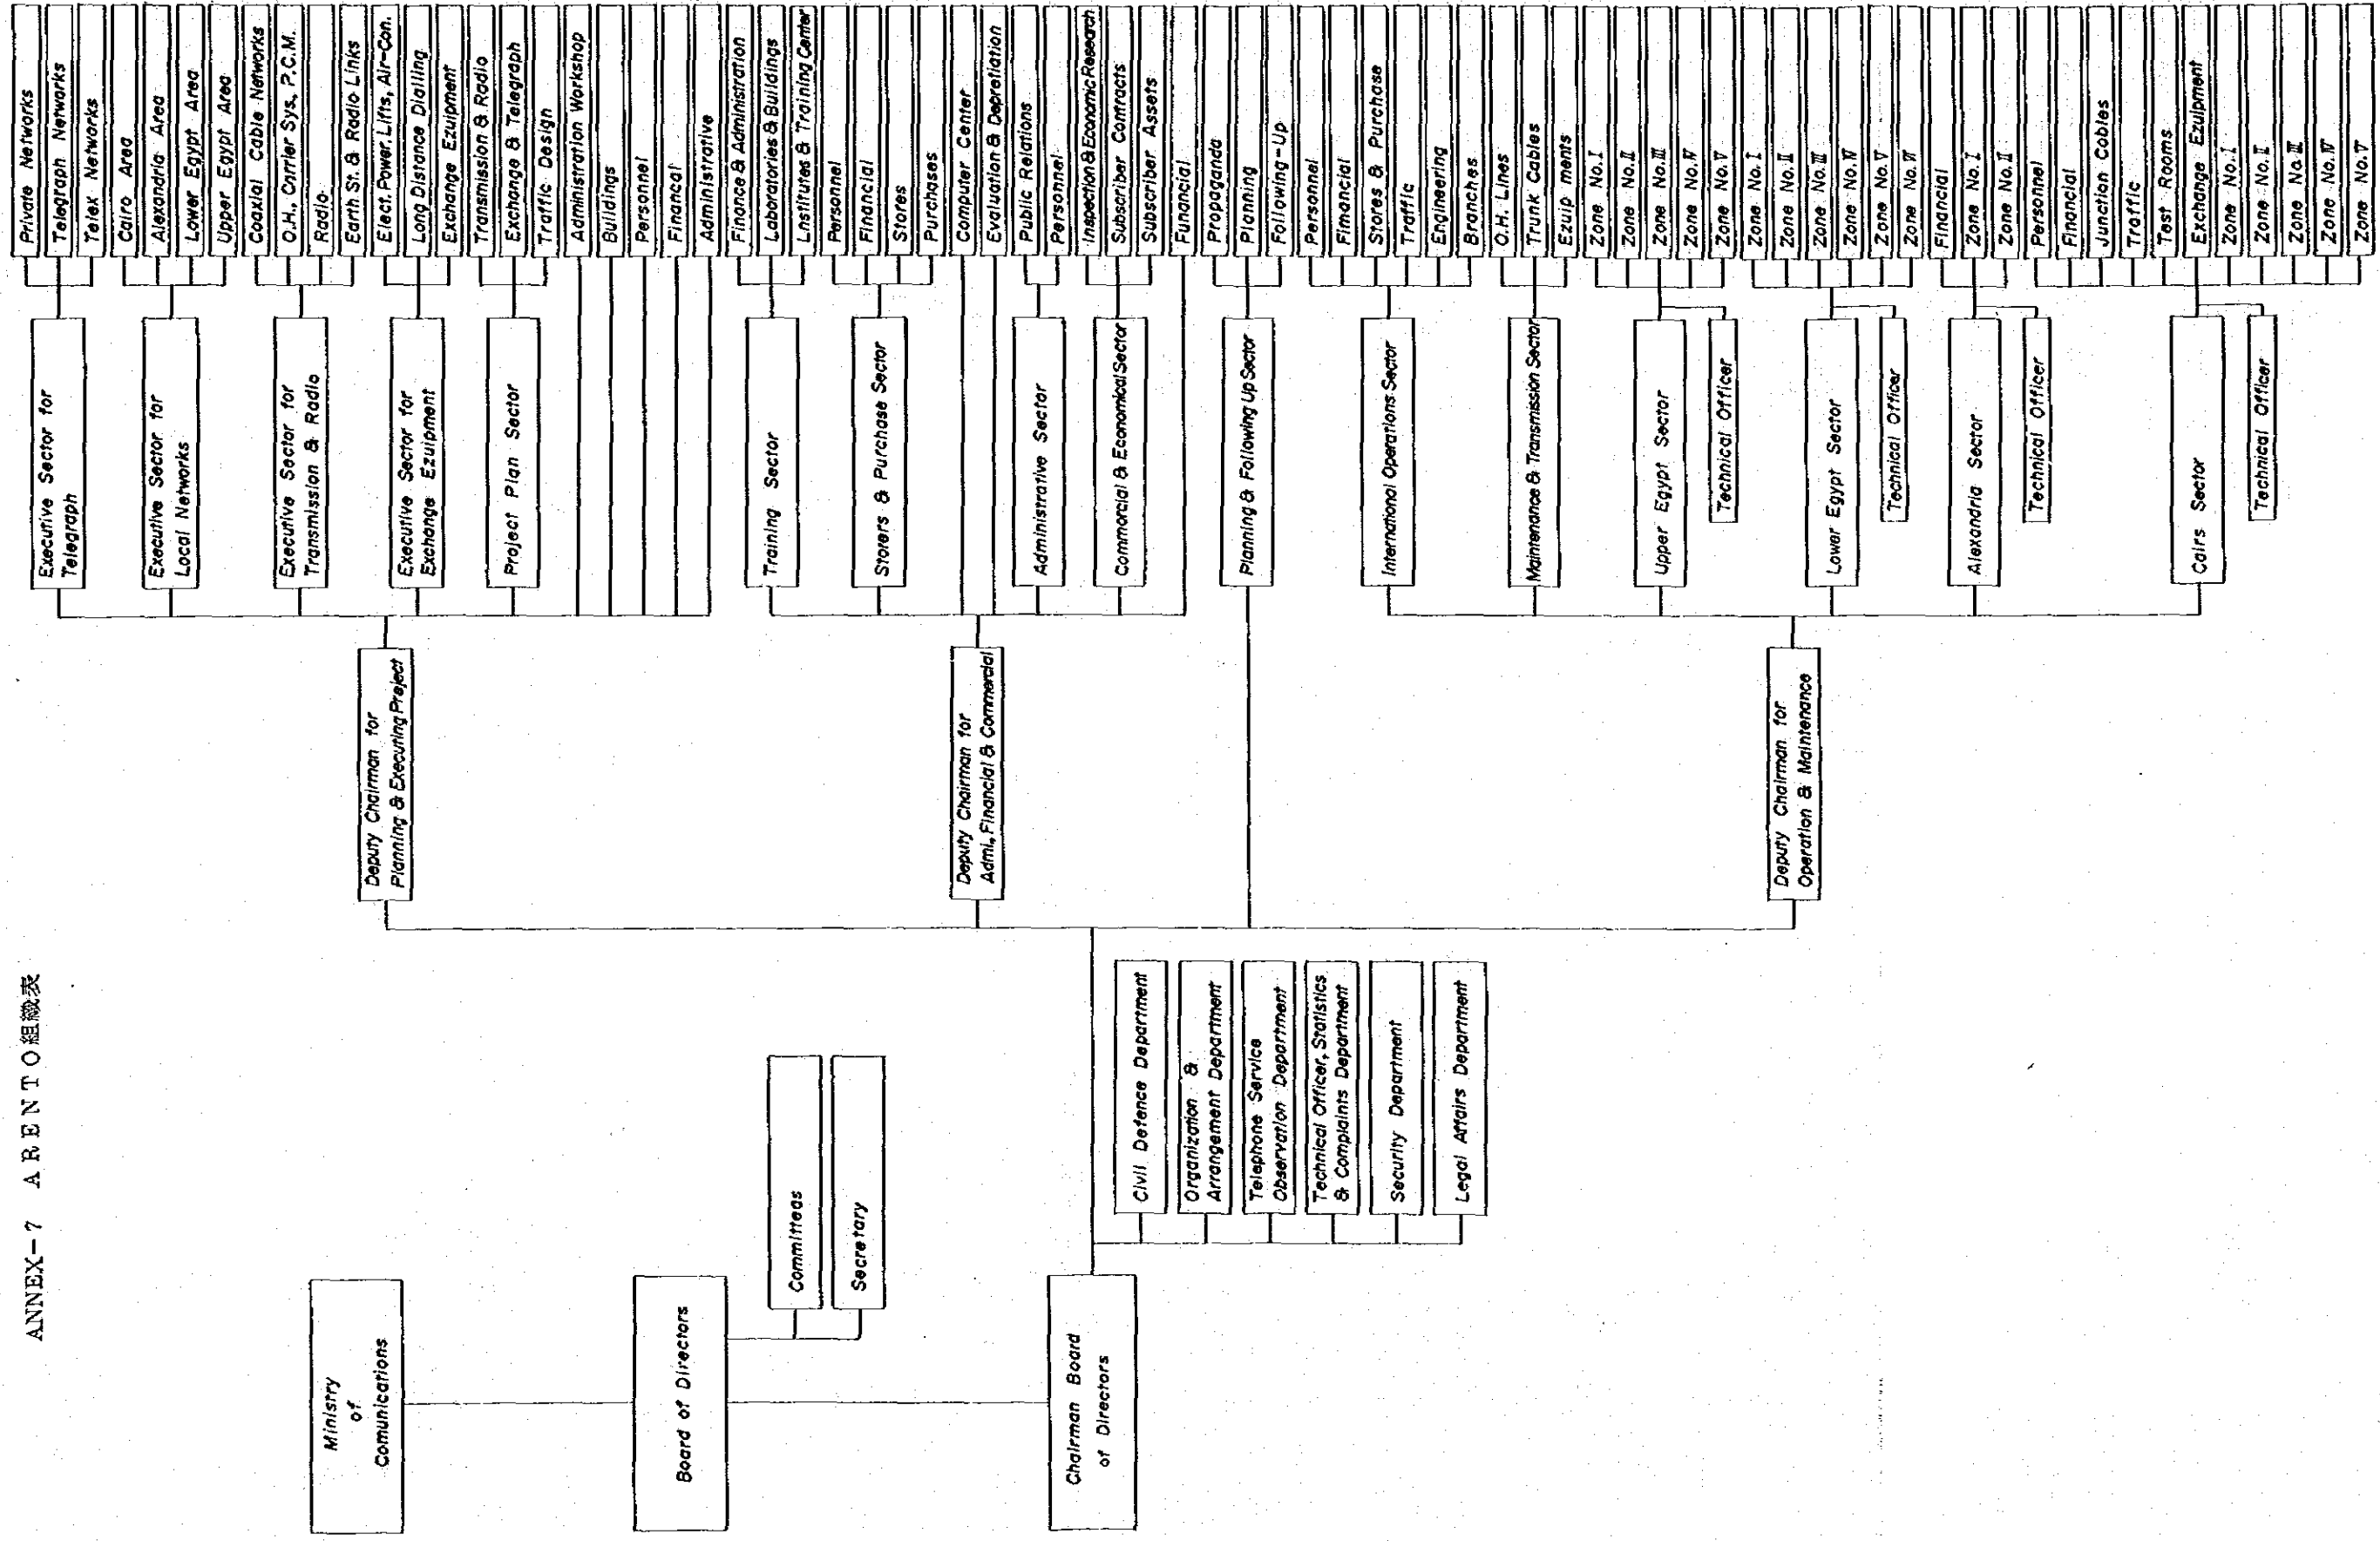 ANNEX-7 ARENTO組織表
Ministry
of
Comunications
Board of Directors
Committeas
Secretary
Chairman Board
of Directors
Civil Defence Department
Organization &
Arrangement Department
Telephone Service
Observation Department
Technical Officer, Statistics
& Complaints Department
Security Department
Legal Affairs Department
Deputy Chairman for
Planning & Executing Preject
Deputy Chairman for
Admi, Financial & Commercial
Deputy Chairman for
Operation & Maintenance
Executive Sector for
Telegraph
Executive Sector for
Local Networks
Executive Sector for
Transmission & Radio
Executive Sector for
Exchange Ezuipment
Project Plan Sector
Training Sector
Storers & Purchase Sector
Administrative Sector
Commercial & Economical Sector
Planning & Following Up Sector
International Operations Sector
Maintenance & Transmission Sector
Upper Egypt Sector
Technical Officer
Lower Egypt Sector
Technical Officer
Alexandria Sector
Technical Officer
Cairs Sector
Technical Officer
Private Networks
Telegraph Networks
Telex Networks
Cairo Area
Alexandria Area
Lower Egypt Area
Upper Egypt Area
Coaxial Cable Networks
O.H., Carrier Sys., P.C.M.
Radio
Earth St. & Radio Links
Elect. Power, Lifts, Air-Con.
Long Distance Dialling
Exchange Ezuipment
Transmission & Radio
Exchange & Telegraph
Traffic Design
Administration Workshop
Buildings
Personnel
Financal
Administrative
Finance & Administration
Laboratories & Buildings
Lnstitutes & Training Center
Personnel
Financial
Stores
Purchases
Computer Center
Evaluation & Depretiation
Public Relations
Personnel
Inspection & Economic Research
Subscriber Contracts
Subscriber Assets
Funancial
Propaganda
Planning
Following-Up
Personnel
Fimancial
Stores & Purchase
Traffic
Engineering
Branches
O.H. Lines
Trunk Cables
Ezuip ments
Zone No. I
Zone No. II
Zone No. III
Zone No. IV
Zone No. V
Zone No. I
Zone No. II
Zone No. III
Zone No. IV
Zone No. V
Zone No. VI
Financial
Zone No. I
Zone No. II
Personnel
Financial
Junction Cables
Traffic
Test Rooms
Exchange Ezuipment
Zone No. I
Zone No. II
Zone No. III
Zone No. IV
Zone No. V